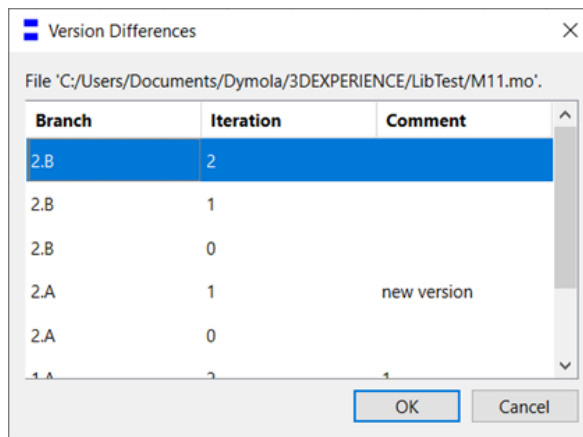 Version Differences
File 'C:/Users/Documents/Dymola/3DEXPERIENCE/LibTest/M11.mo'.
Branch Iteration Comment
2.B 2
2.B 1
2.B 0
2.A 1 new version
2.A 0
OK Cancel